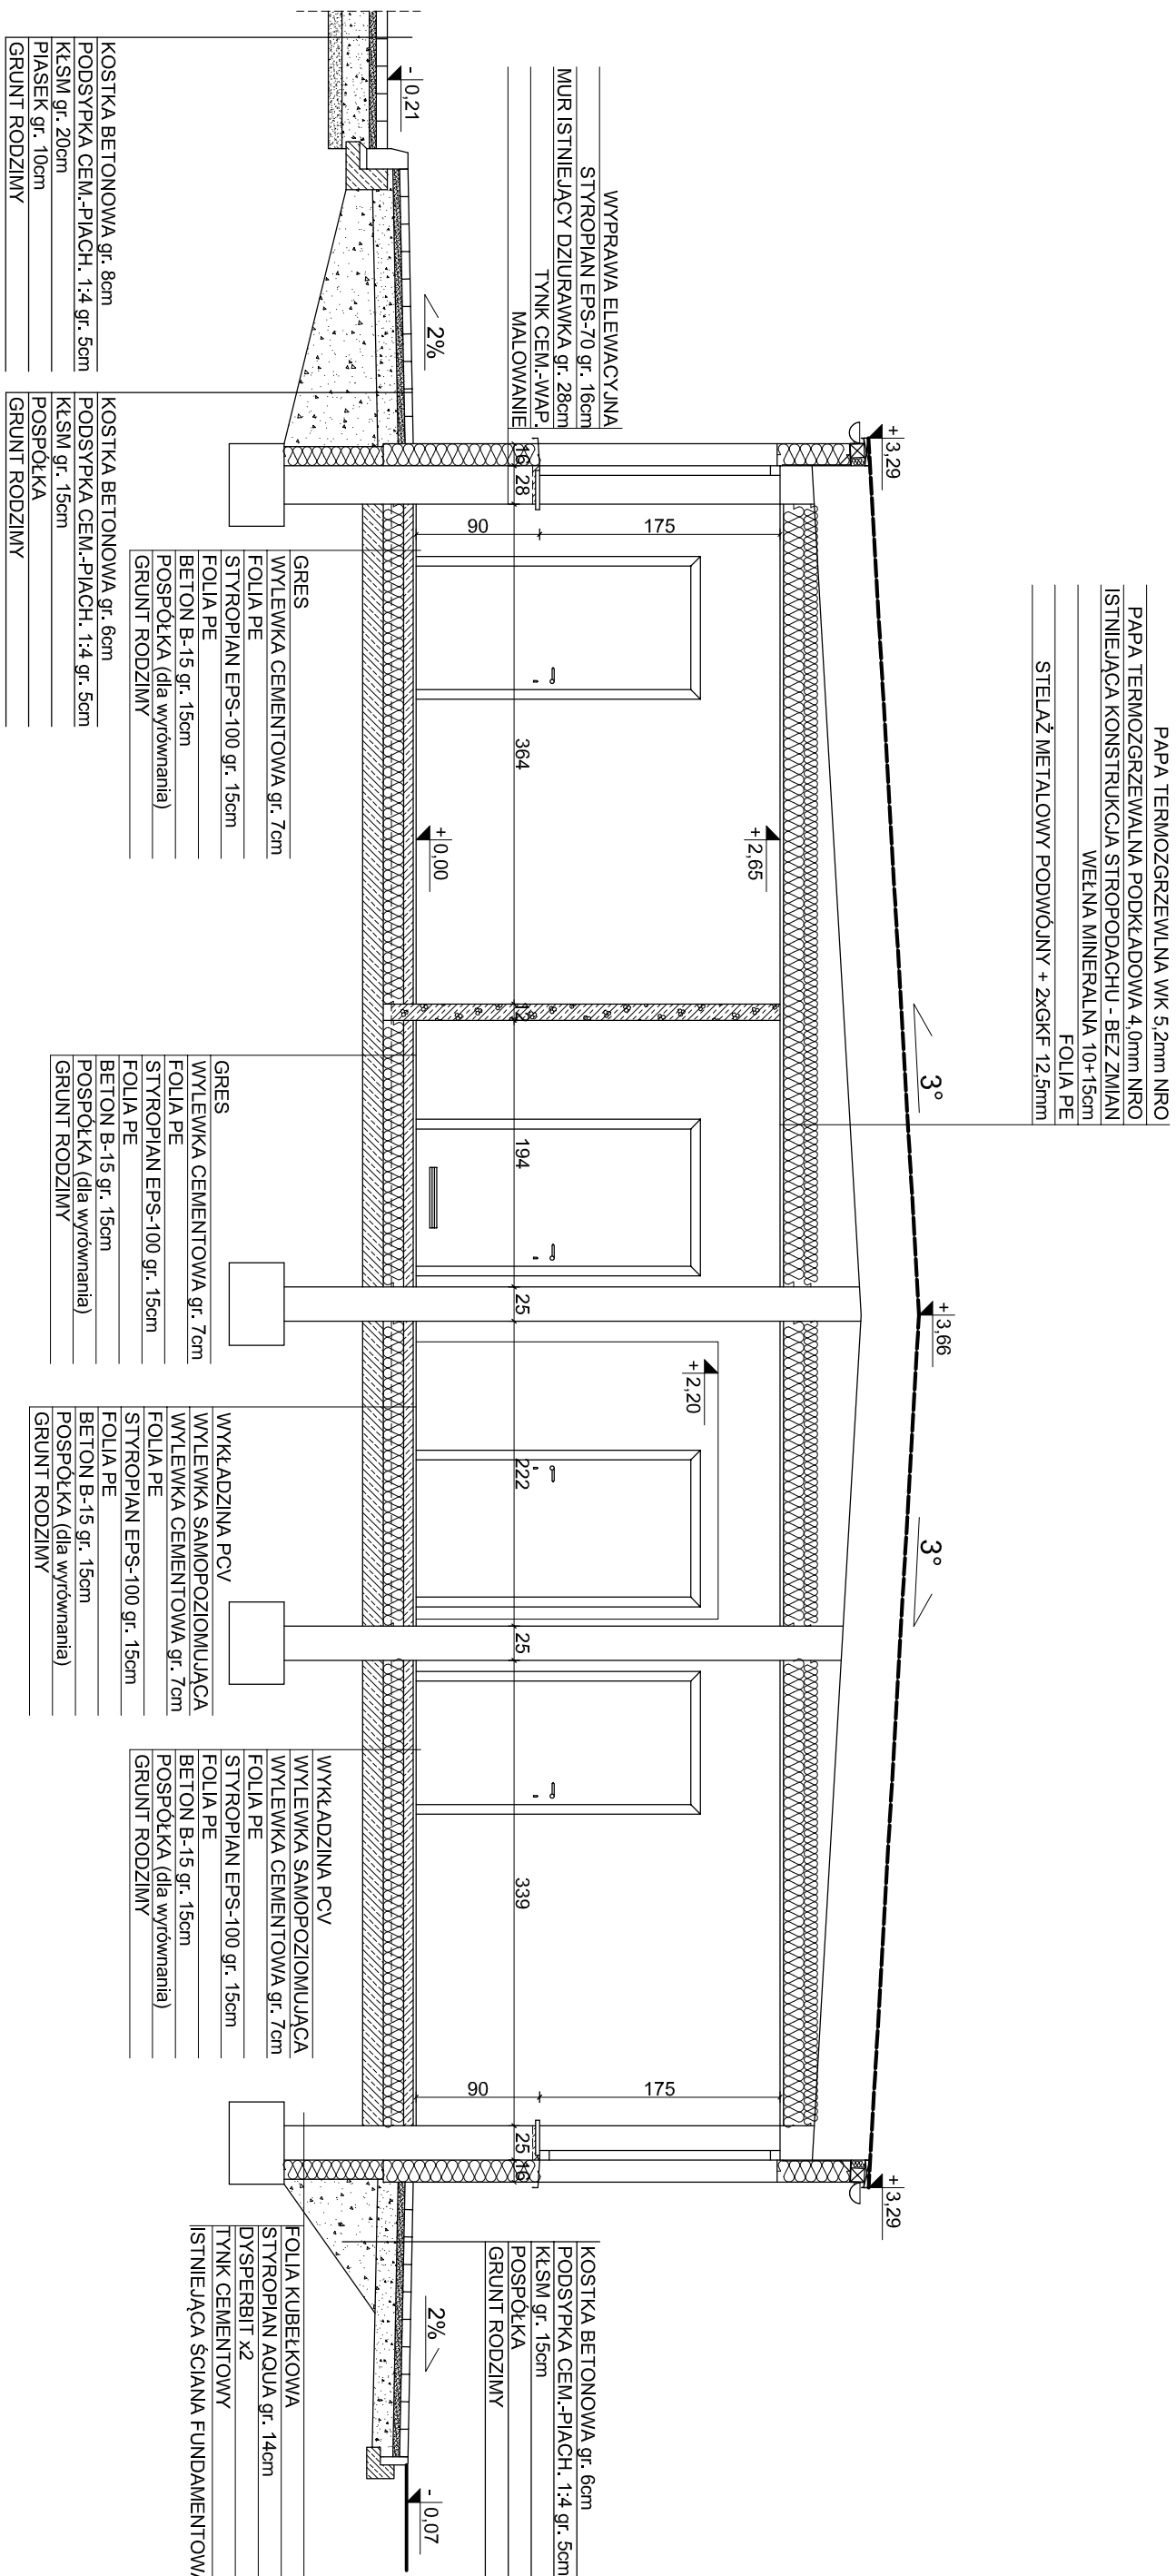 PAPA TERMOZGRZEWLNA WK 5,2mm NRO
PAPA TERMOZGRZEWALNA PODKŁADOWA 4,0mm NRO
ISTNIEJĄCA KONSTRUKCJA STROPODACHU - BEZ ZMIAN
WEŁNA MINERALNA 10+15cm
FOLIA PE
STELAŻ METALOWY PODWÓJNY + 2xGKF 12,5mm
3°
3°
+3,66
+3,29
+3,29
WYPRAWA ELEWACYJNA
STYROPIAN EPS-70 gr. 16cm
MUR ISTNIEJĄCY DZIURAWKA gr. 28cm
TYNK CEM.-WAP.
MALOWANIE
+2,65
+2,20
175
175
90
90
16
28
364
12
194
25
222
25
339
25
16
+0,00
- 0,21
2%
2%
- 0,07
KOSTKA BETONOWA gr. 6cm
PODSYPKA CEM.-PIACH. 1:4 gr. 5cm
KŁSM gr. 15cm
POSPÓŁKA
GRUNT RODZIMY
FOLIA KUBEŁKOWA
STYROPIAN AQUA gr. 14cm
DYSPERBIT x2
TYNK CEMENTOWY
ISTNIEJĄCA ŚCIANA FUNDAMENTOWA
GRES
WYLEWKA CEMENTOWA gr. 7cm
FOLIA PE
STYROPIAN EPS-100 gr. 15cm
FOLIA PE
BETON B-15 gr. 15cm
POSPÓŁKA (dla wyrównania)
GRUNT RODZIMY
WYKŁADZINA PCV
WYLEWKA SAMOPOZIOMUJĄCA
WYLEWKA CEMENTOWA gr. 7cm
FOLIA PE
STYROPIAN EPS-100 gr. 15cm
FOLIA PE
BETON B-15 gr. 15cm
POSPÓŁKA (dla wyrównania)
GRUNT RODZIMY
GRES
WYLEWKA CEMENTOWA gr. 7cm
FOLIA PE
STYROPIAN EPS-100 gr. 15cm
FOLIA PE
BETON B-15 gr. 15cm
POSPÓŁKA (dla wyrównania)
GRUNT RODZIMY
WYKŁADZINA PCV
WYLEWKA SAMOPOZIOMUJĄCA
WYLEWKA CEMENTOWA gr. 7cm
FOLIA PE
STYROPIAN EPS-100 gr. 15cm
FOLIA PE
BETON B-15 gr. 15cm
POSPÓŁKA (dla wyrównania)
GRUNT RODZIMY
KOSTKA BETONOWA gr. 8cm
PODSYPKA CEM.-PIACH. 1:4 gr. 5cm
KŁSM gr. 20cm
PIASEK gr. 10cm
GRUNT RODZIMY
KOSTKA BETONOWA gr. 6cm
PODSYPKA CEM.-PIACH. 1:4 gr. 5cm
KŁSM gr. 15cm
POSPÓŁKA
GRUNT RODZIMY